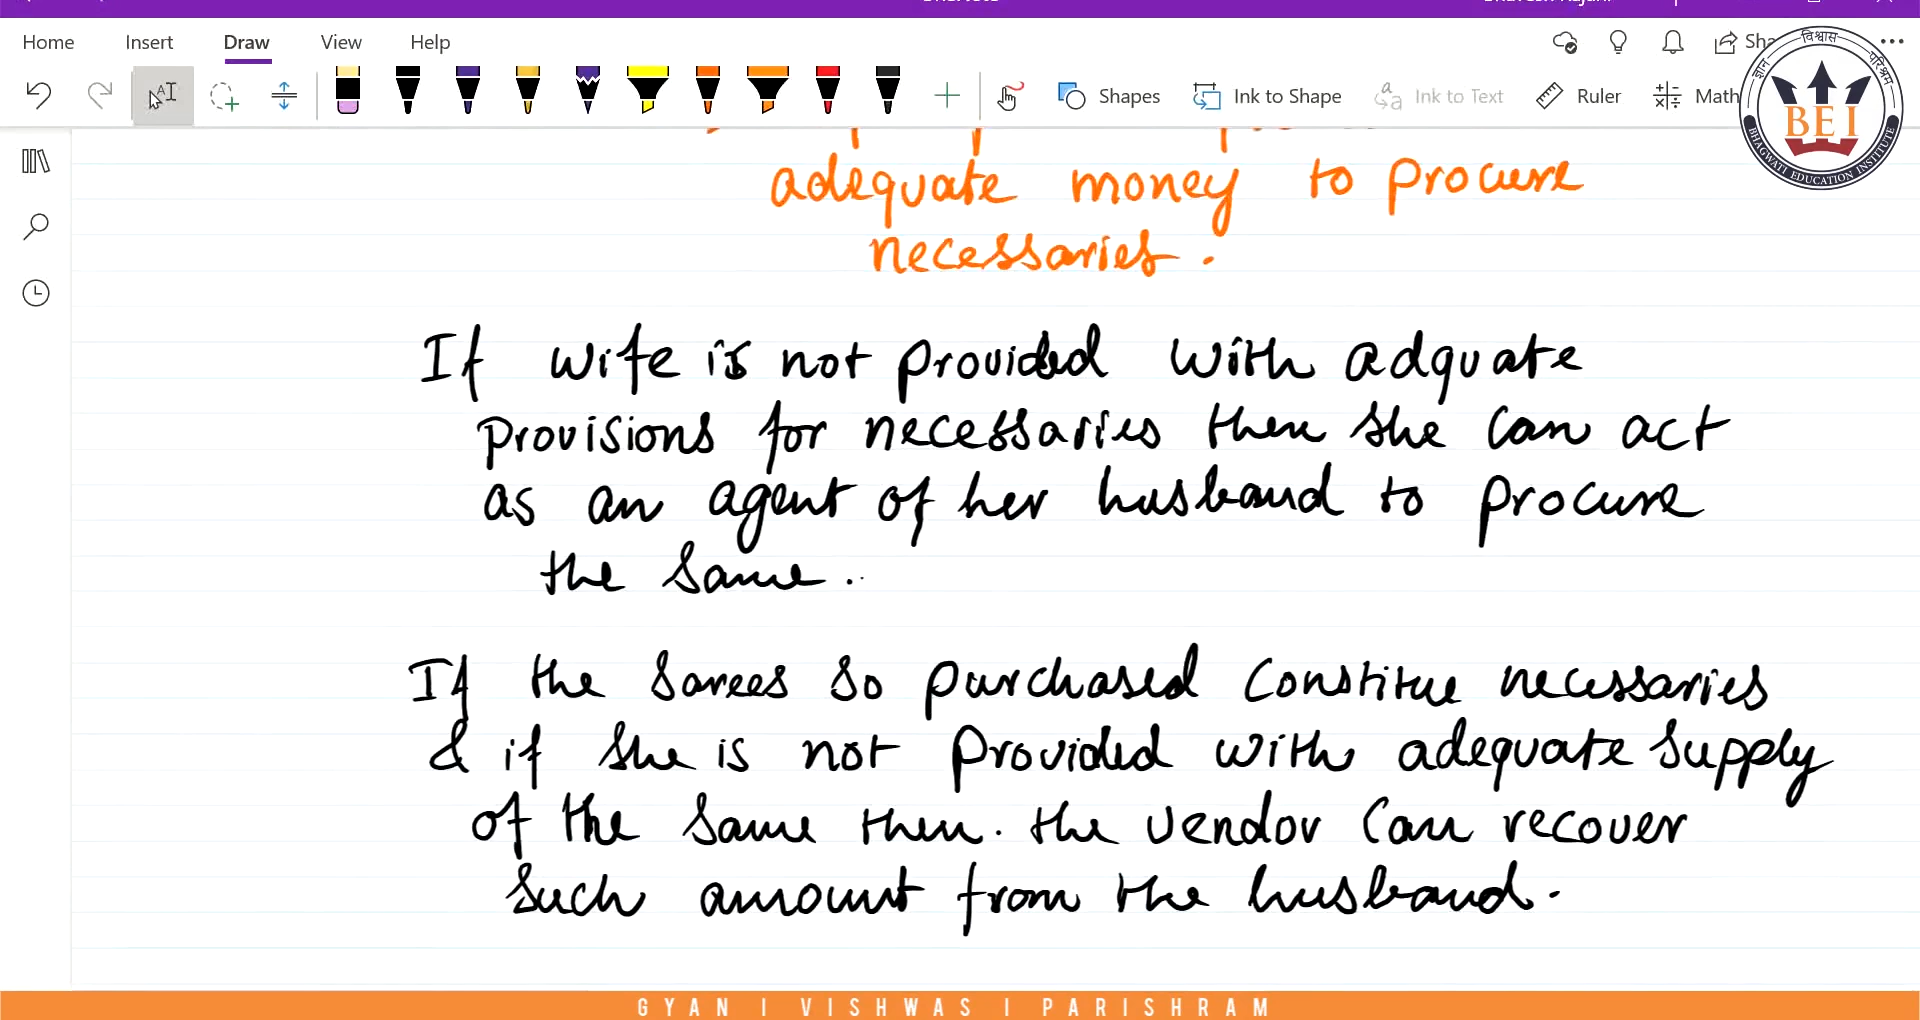 Home Insert Draw View Help
Shapes Ink to Shape Ink to Text Ruler Math
विश्वास
ज्ञान परिश्रम
BEI
BHAGWATI EDUCATION INSTITUTE
adequate money to procure
necessaries.
If wife is not provided with adquate
provisions for necessaries then she can act
as an agent of her husband to procure
the same.
If the sarees so purchased constitue necessaries
& if she is not provided with adequate supply
of the same then. the vendor can recover
such amount from the husband.
GYAN I VISHWAS I PARISHRAM